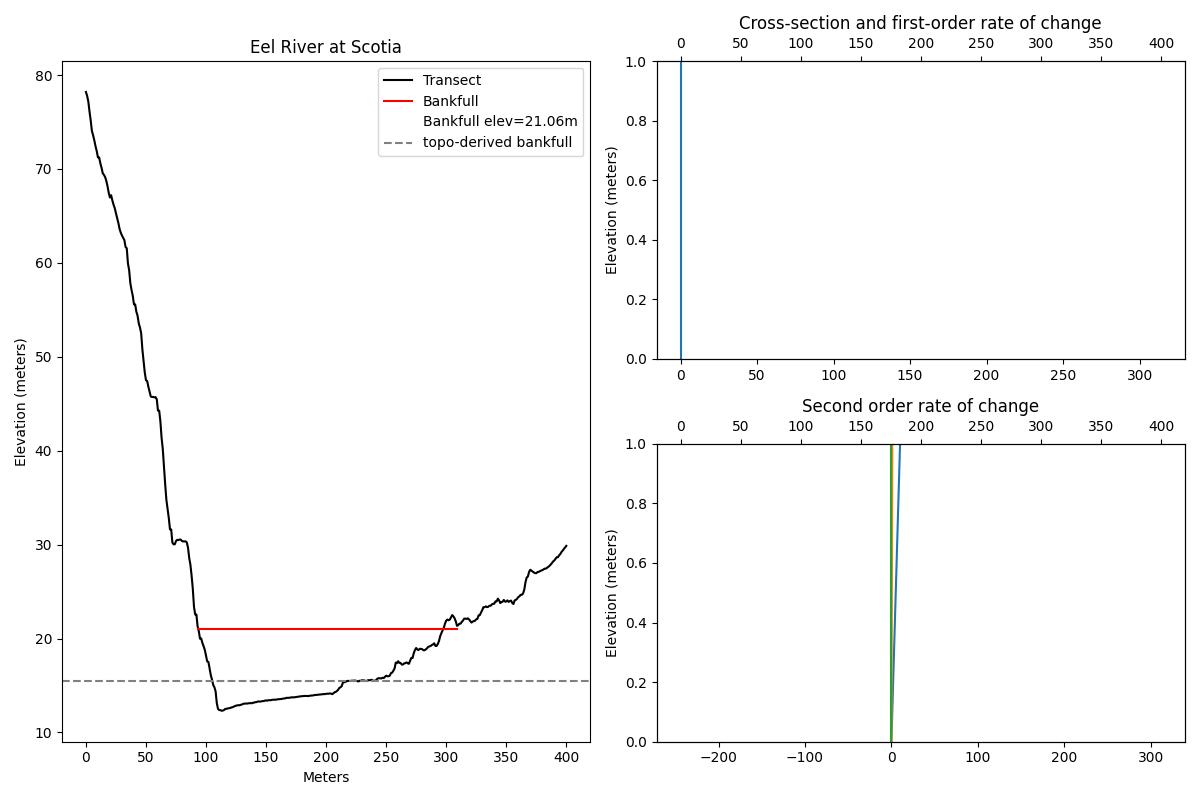 Eel River at Scotia
80
70
60
50
40
30
20
10
Elevation (meters)
0 50 100 150 200 250 300 350 400
Meters
Transect
Bankfull
Bankfull elev=21.06m
topo-derived bankfull
Cross-section and first-order rate of change
0 50 100 150 200 250 300 350 400
1.0
0.8
0.6
0.4
0.2
0.0
Elevation (meters)
0 50 100 150 200 250 300
Second order rate of change
0 50 100 150 200 250 300 350 400
1.0
0.8
0.6
0.4
0.2
0.0
Elevation (meters)
−200 −100 0 100 200 300